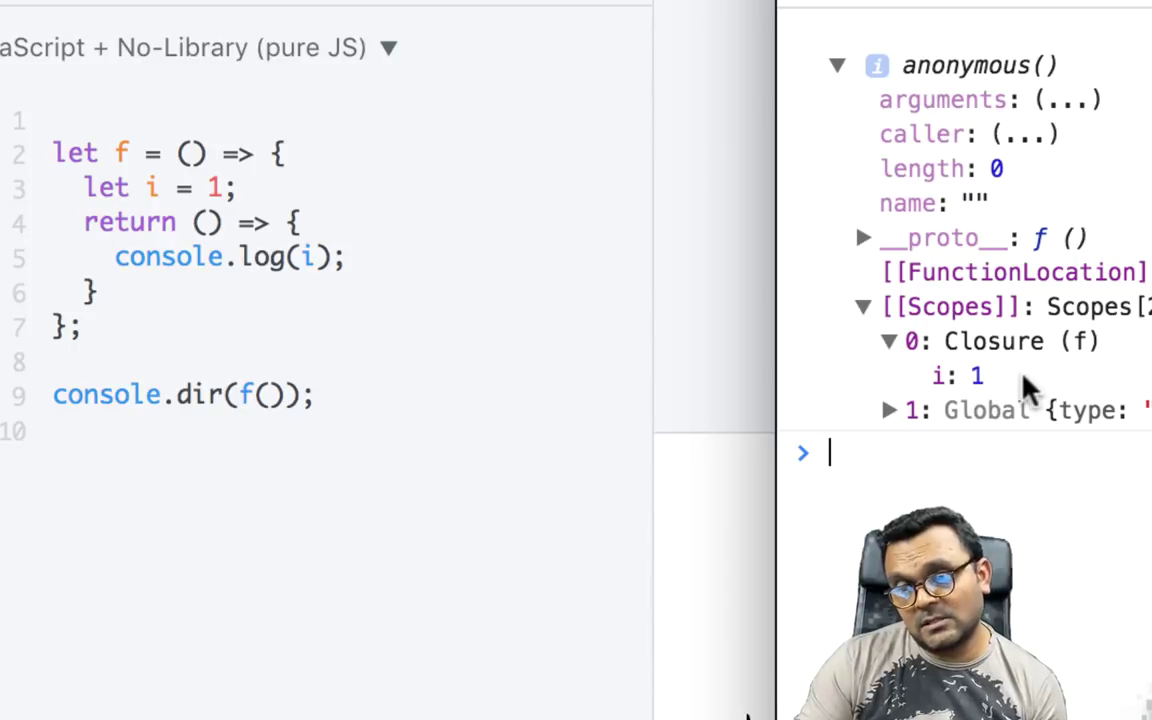 aScript + No-Library (pure JS) ▼
1
2 let f = () => {
3 let i = 1;
4 return () => {
5 console.log(i);
6 }
7 };
8
9 console.dir(f());
10
▼ i anonymous()
arguments: (...)
caller: (...)
length: 0
name: ""
▶ __proto__: ƒ ()
[[FunctionLocation]
▼ [[Scopes]]: Scopes[2
▼ 0: Closure (f)
i: 1
▶ 1: Global {type: "
>